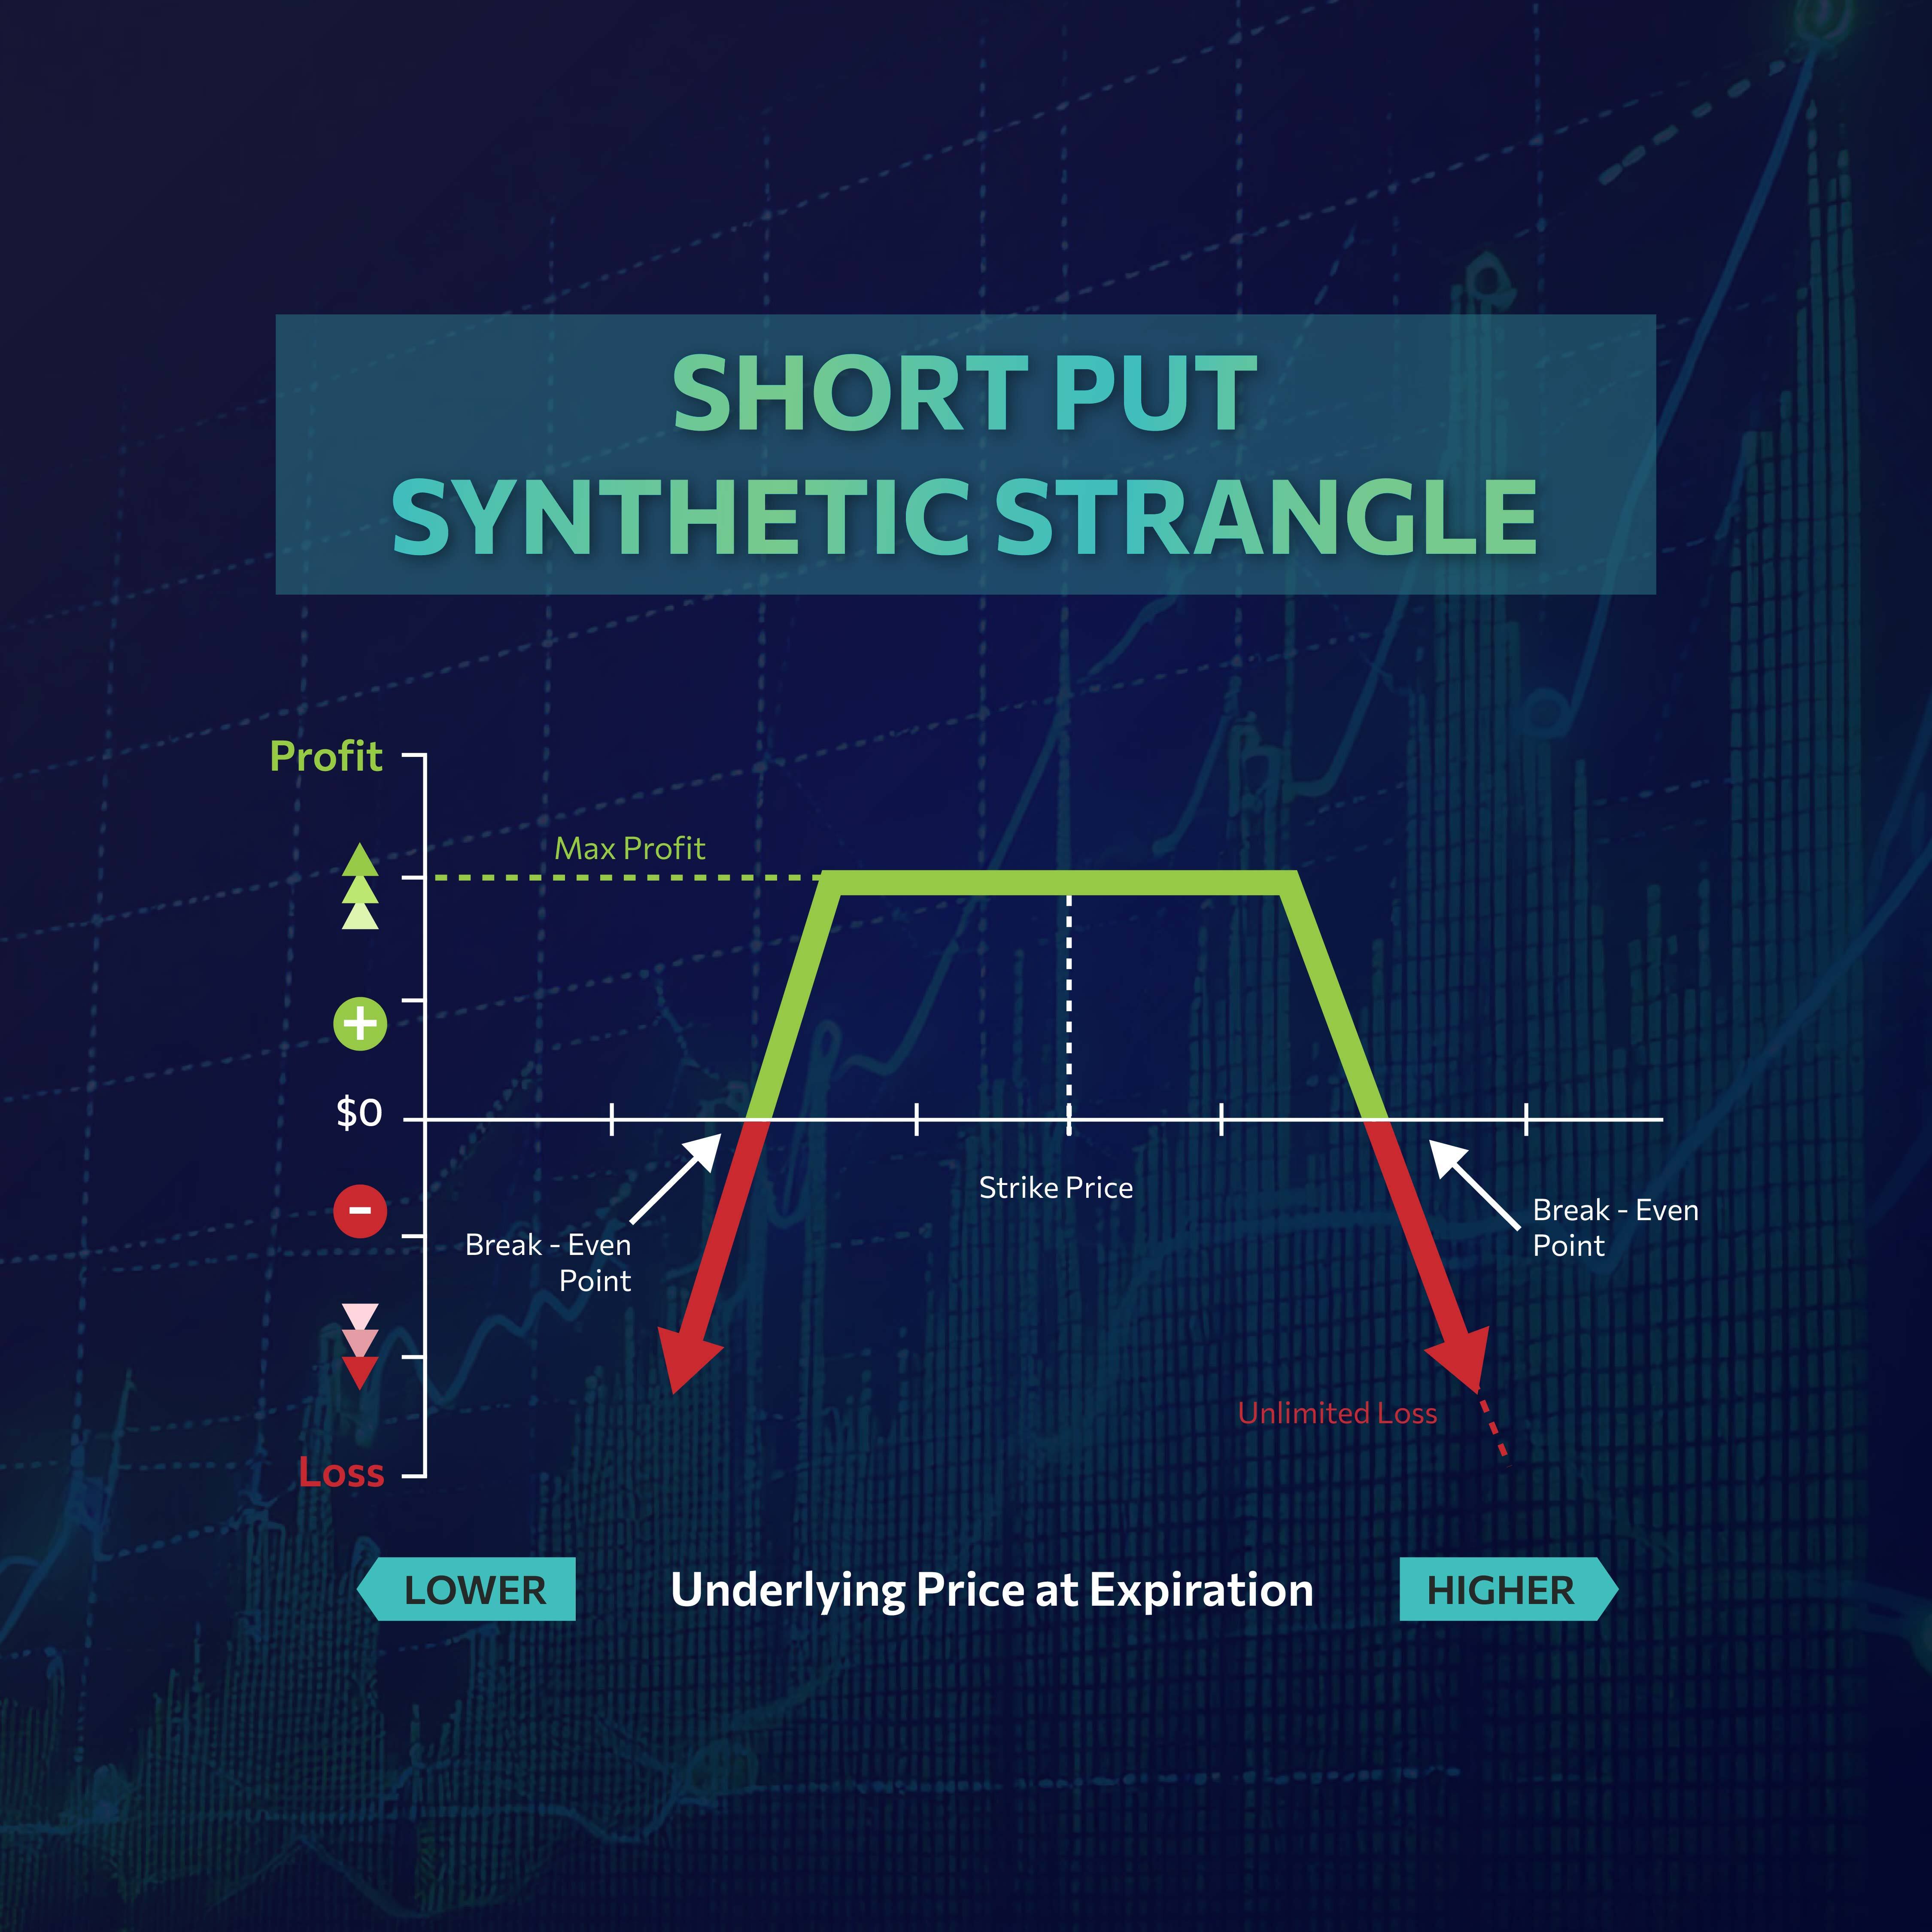 SHORT PUT
SYNTHETIC STRANGLE
Profit
Max Profit
+
$0
-
Strike Price
Break - Even
Point
Break - Even
Point
Unlimited Loss
Loss
LOWER
Underlying Price at Expiration
HIGHER